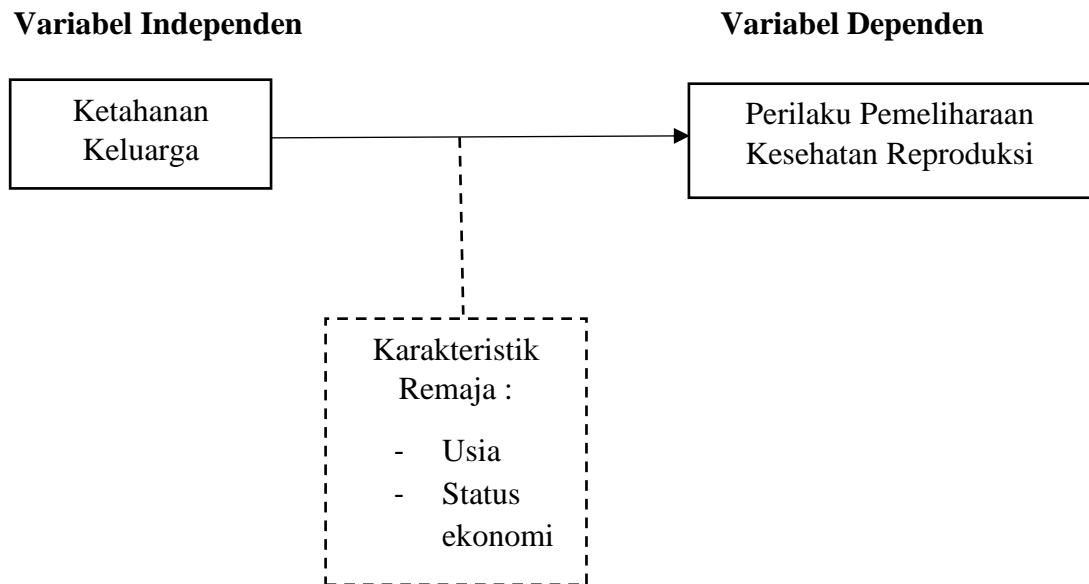 Variabel Independen
Variabel Dependen
Ketahanan
Keluarga
Perilaku Pemeliharaan
Kesehatan Reproduksi
Karakteristik
Remaja :
- Usia
- Status
ekonomi